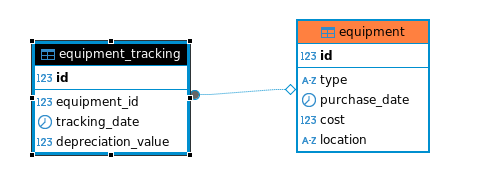 equipment_tracking
123 id
123 equipment_id
tracking_date
123 depreciation_value
equipment
123 id
A-Z type
purchase_date
123 cost
A-Z location